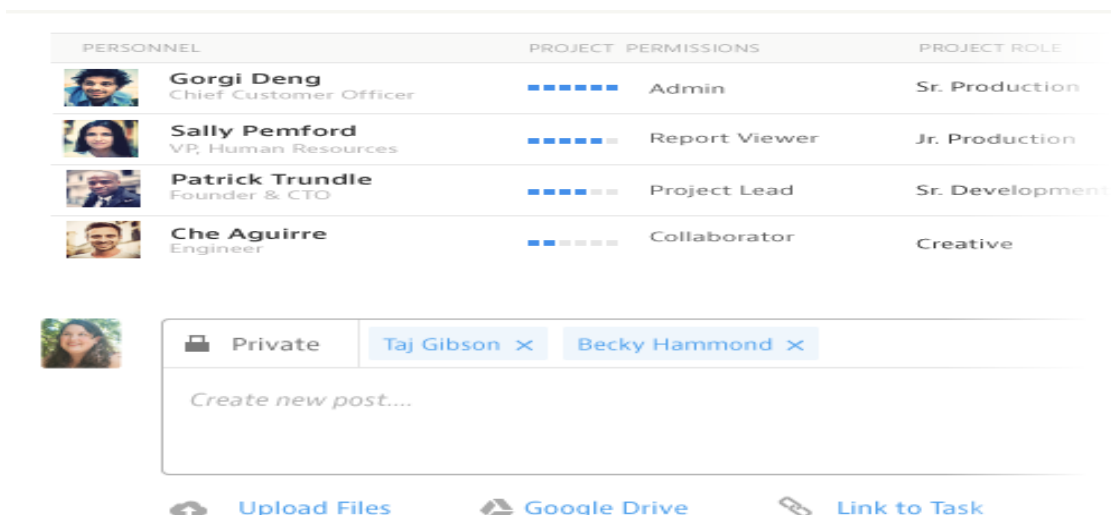 PERSONNEL PROJECT PERMISSIONS PROJECT ROLE
Gorgi Deng
Chief Customer Officer
Admin
Sr. Production
Sally Pemford
VP, Human Resources
Report Viewer
Jr. Production
Patrick Trundle
Founder & CTO
Project Lead
Sr. Development
Che Aguirre
Engineer
Collaborator
Creative
Private Taj Gibson × Becky Hammond ×
Create new post....
Upload Files Google Drive Link to Task